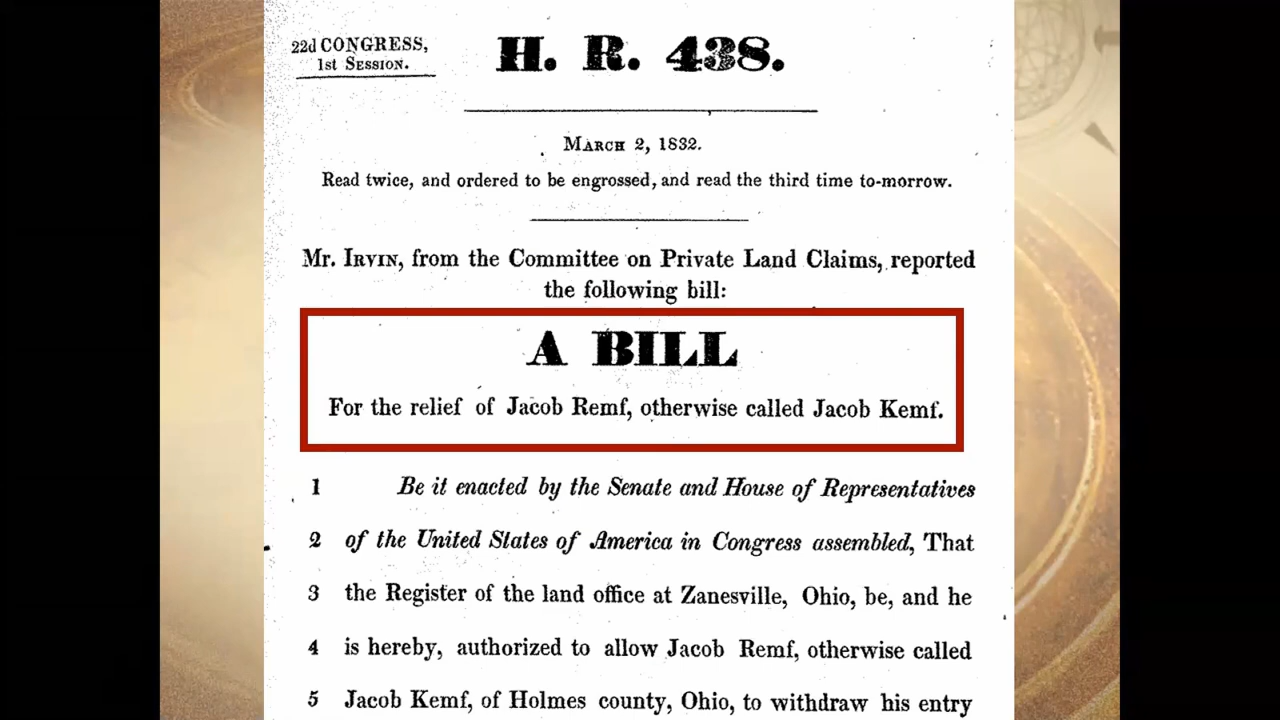 22d CONGRESS,
1st SESSION.
H. R. 438.
MARCH 2, 1832.
Read twice, and ordered to be engrossed, and read the third time to-morrow.
Mr. IRVIN, from the Committee on Private Land Claims, reported
the following bill:
A BILL
For the relief of Jacob Remf, otherwise called Jacob Kemf.
1 Be it enacted by the Senate and House of Representatives
2 of the United States of America in Congress assembled, That
3 the Register of the land office at Zanesville, Ohio, be, and he
4 is hereby, authorized to allow Jacob Remf, otherwise called
5 Jacob Kemf, of Holmes county, Ohio, to withdraw his entry